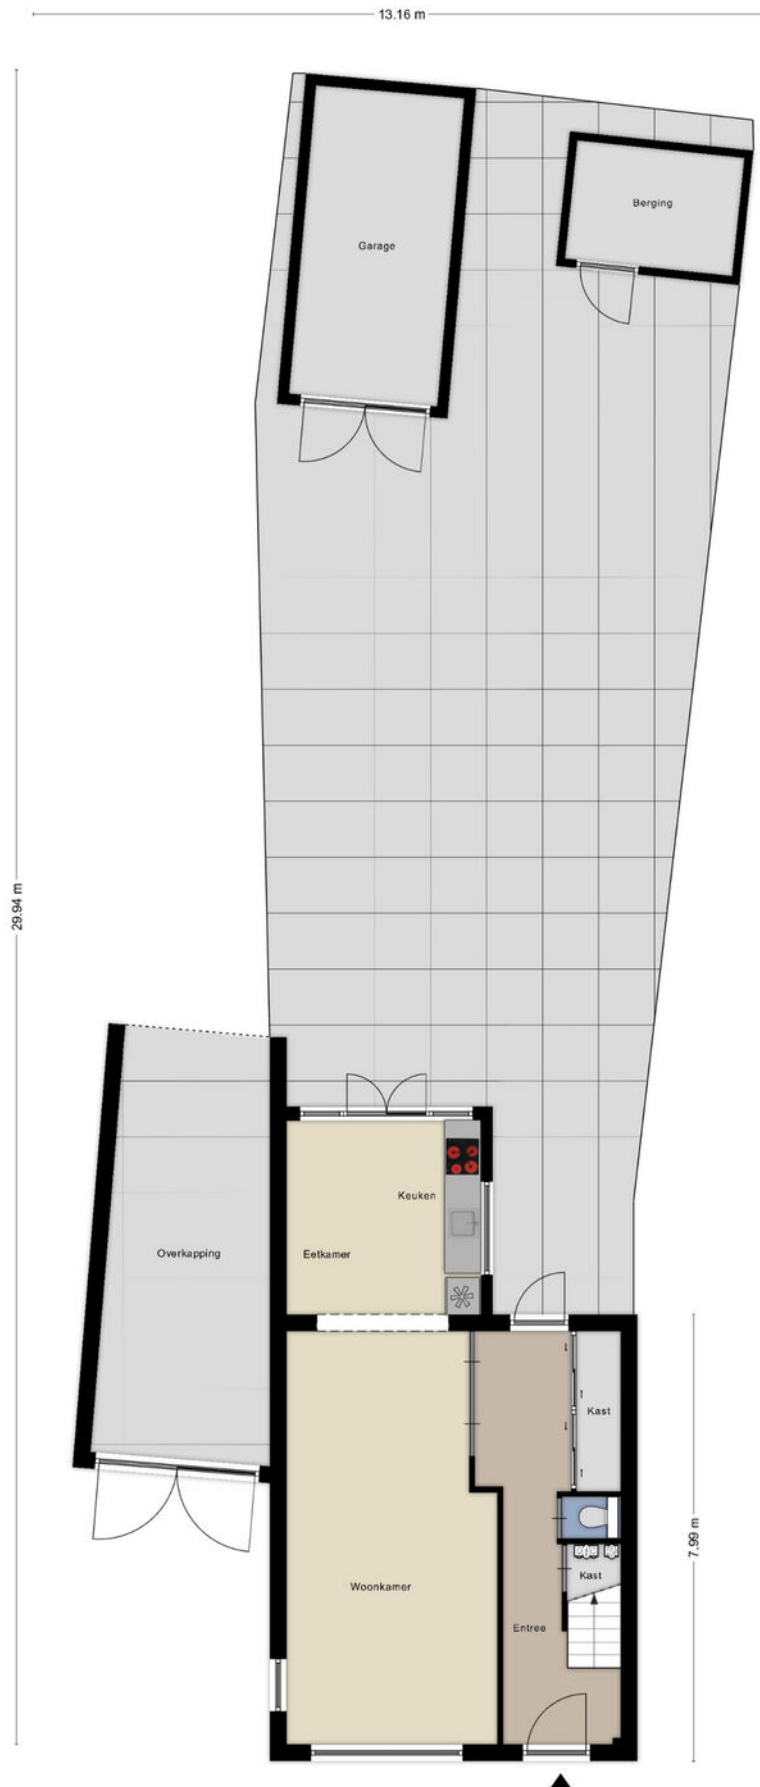 13.16 m
Berging
Garage
29.94 m
Keuken
Eetkamer
Overkapping
Kast
7.99 m
Kast
Woonkamer
Entree